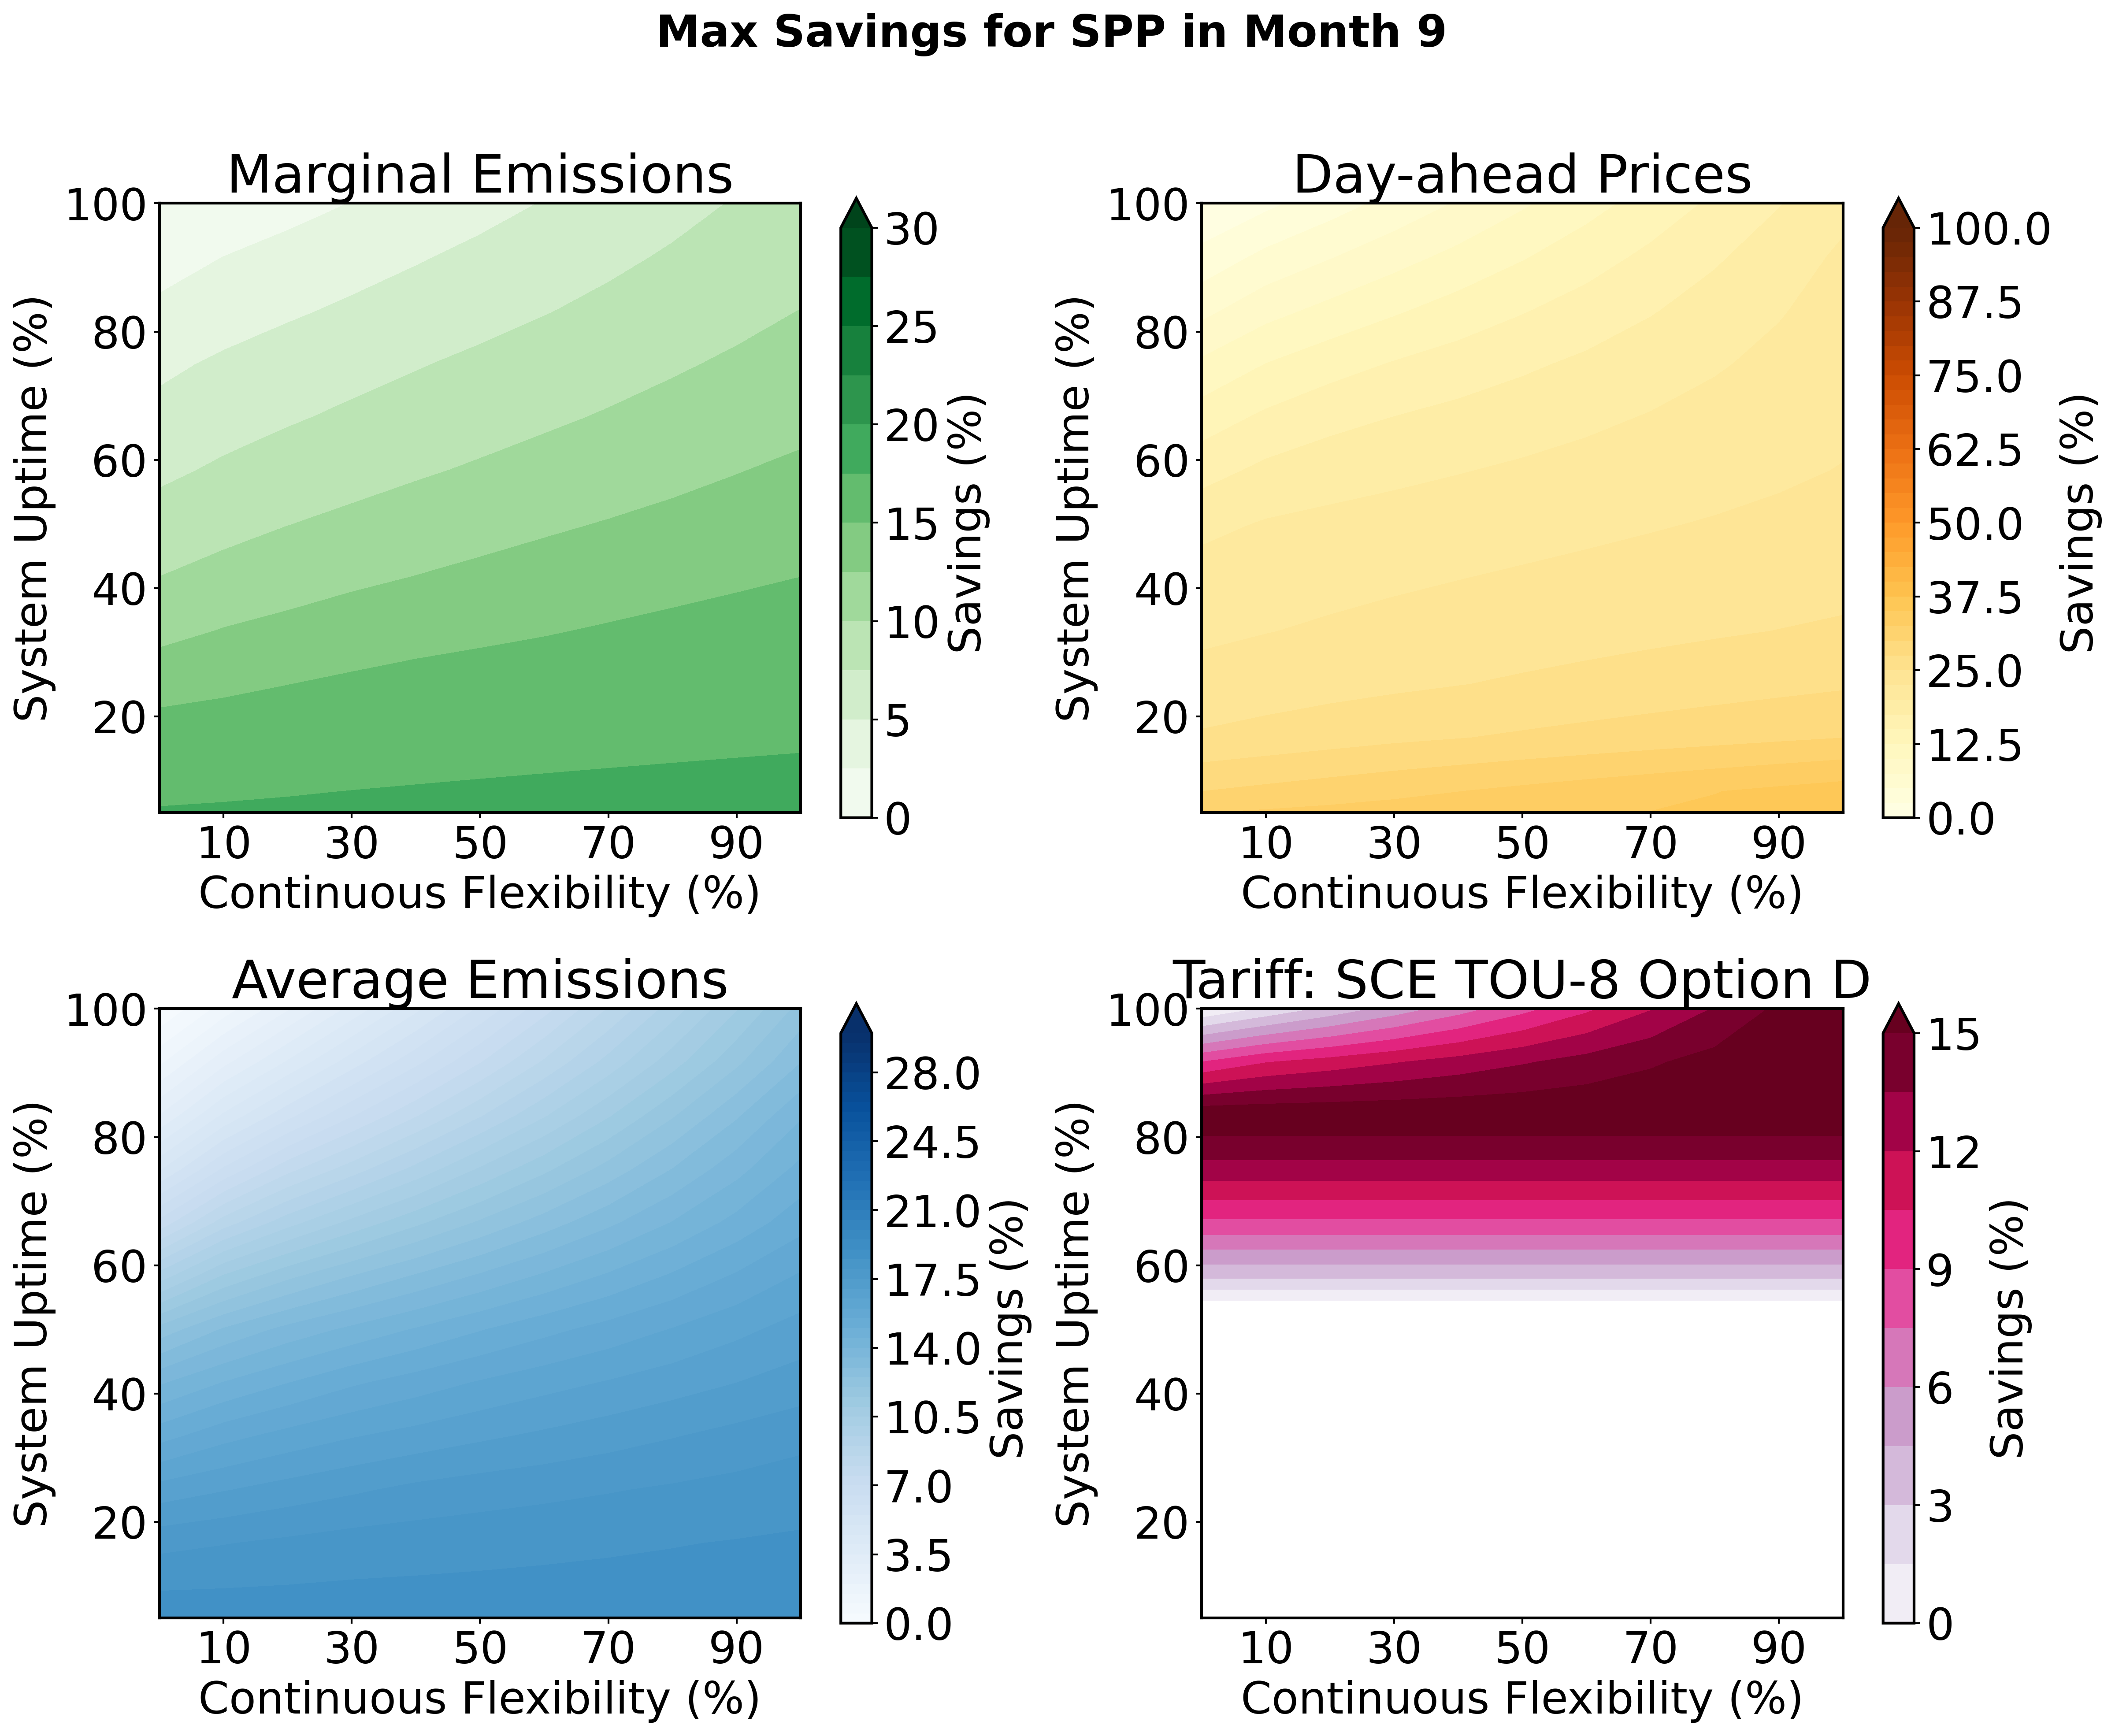 Max Savings for SPP in Month 9
Marginal Emissions
System Uptime (%)
100
80
60
40
20
10 30 50 70 90
Continuous Flexibility (%)
30
25
20
15
10
5
0
Savings (%)
Day-ahead Prices
System Uptime (%)
100
80
60
40
20
10 30 50 70 90
Continuous Flexibility (%)
100.0
87.5
75.0
62.5
50.0
37.5
25.0
12.5
0.0
Savings (%)
Average Emissions
System Uptime (%)
100
80
60
40
20
10 30 50 70 90
Continuous Flexibility (%)
28.0
24.5
21.0
17.5
14.0
10.5
7.0
3.5
0.0
Savings (%)
Tariff: SCE TOU-8 Option D
System Uptime (%)
100
80
60
40
20
10 30 50 70 90
Continuous Flexibility (%)
15
12
9
6
3
0
Savings (%)